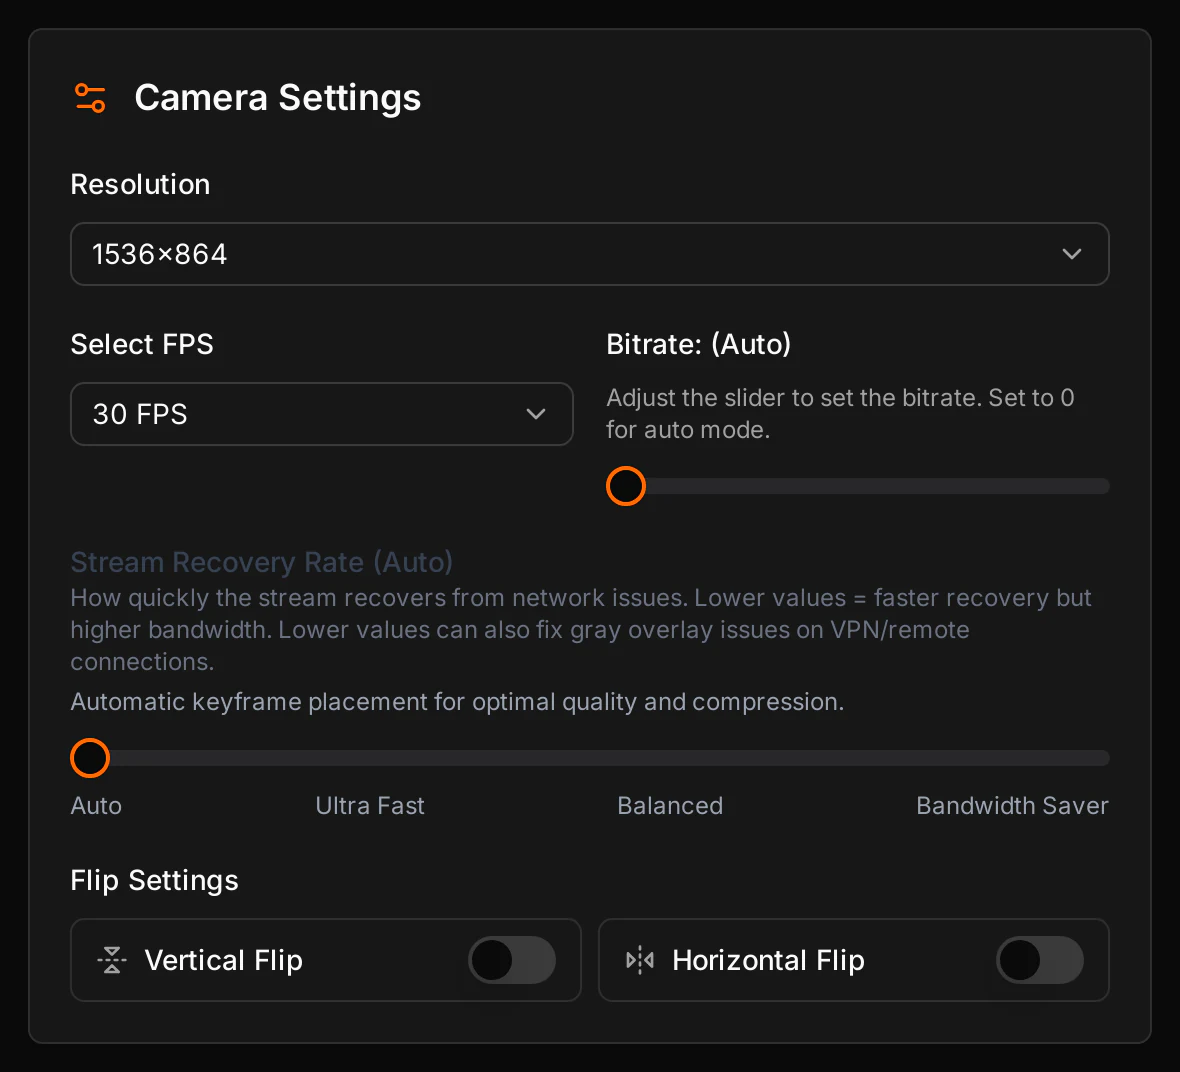 Camera Settings
Resolution
1536×864
Select FPS
30 FPS
Bitrate: (Auto)
Adjust the slider to set the bitrate. Set to 0
for auto mode.
Stream Recovery Rate (Auto)
How quickly the stream recovers from network issues. Lower values = faster recovery but
higher bandwidth. Lower values can also fix gray overlay issues on VPN/remote
connections.
Automatic keyframe placement for optimal quality and compression.
Auto Ultra Fast Balanced Bandwidth Saver
Flip Settings
Vertical Flip
Horizontal Flip